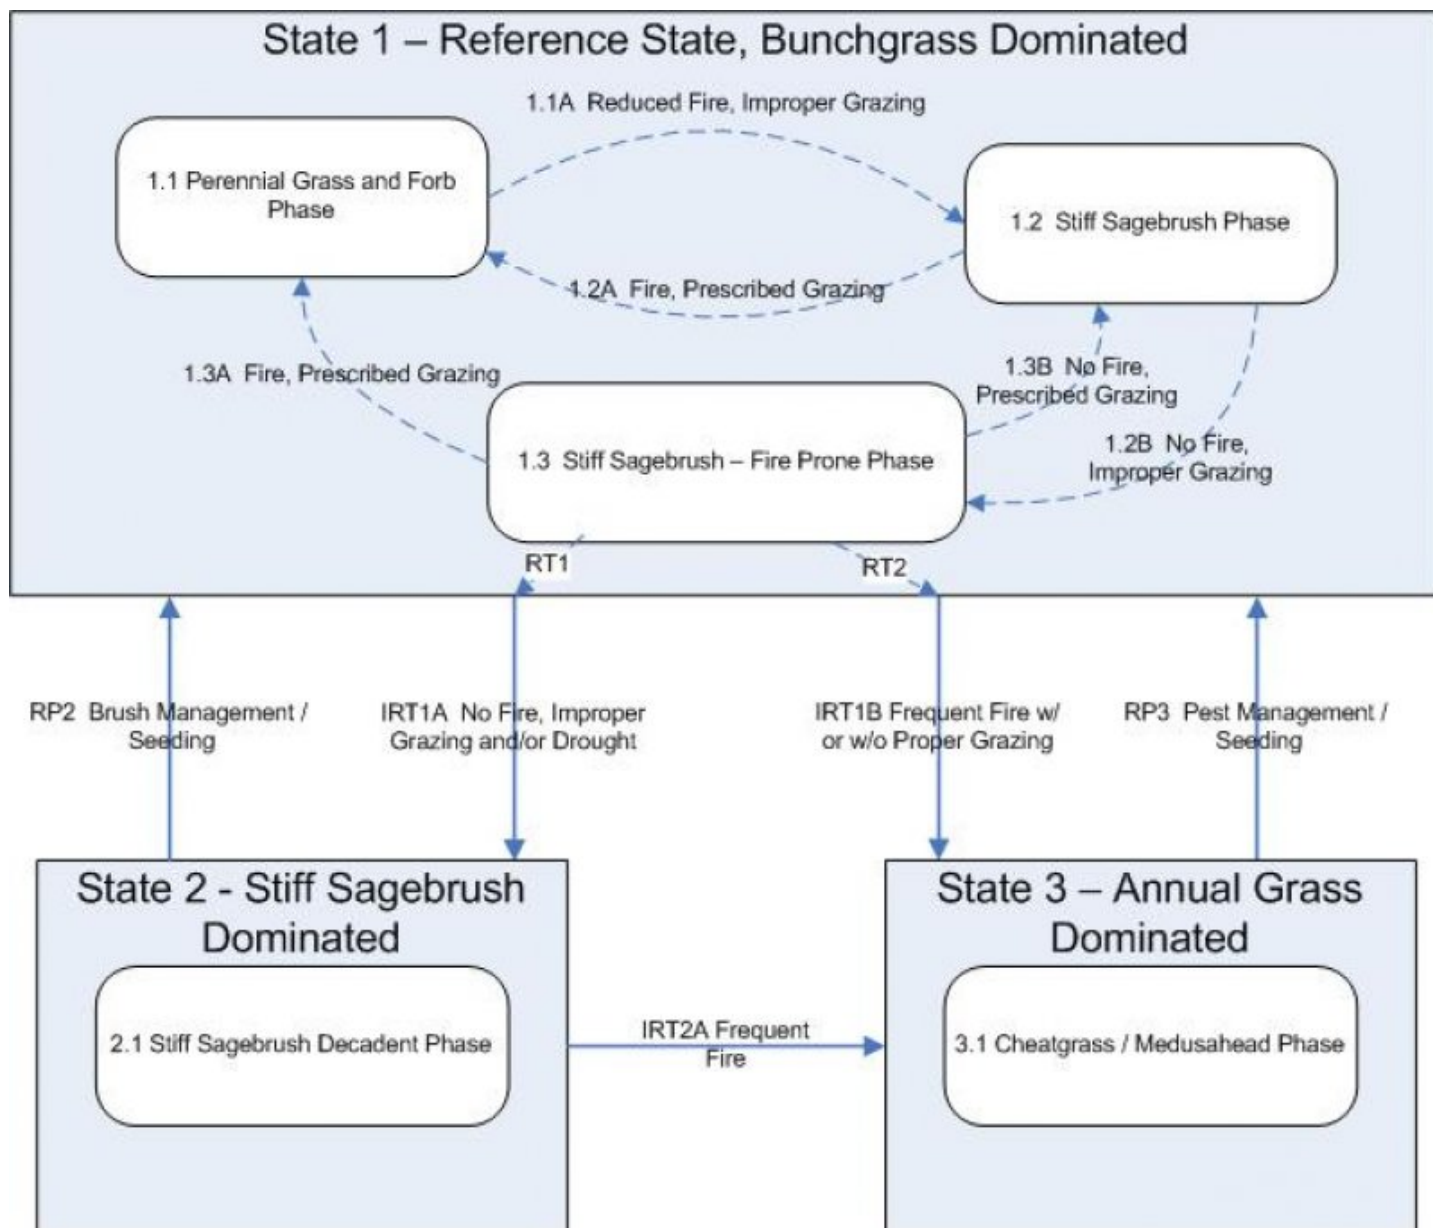 State 1 – Reference State, Bunchgrass Dominated
1.1A Reduced Fire, Improper Grazing
1.1 Perennial Grass and Forb
Phase
1.2 Stiff Sagebrush Phase
1.2A Fire, Prescribed Grazing
1.3A Fire, Prescribed Grazing
1.3B No Fire,
Prescribed Grazing
1.2B No Fire,
Improper Grazing
1.3 Stiff Sagebrush – Fire Prone Phase
RT1
RT2
RP2 Brush Management /
Seeding
IRT1A No Fire, Improper
Grazing and/or Drought
IRT1B Frequent Fire w/
or w/o Proper Grazing
RP3 Pest Management /
Seeding
State 2 - Stiff Sagebrush
Dominated
2.1 Stiff Sagebrush Decadent Phase
IRT2A Frequent
Fire
State 3 – Annual Grass
Dominated
3.1 Cheatgrass / Medusahead Phase